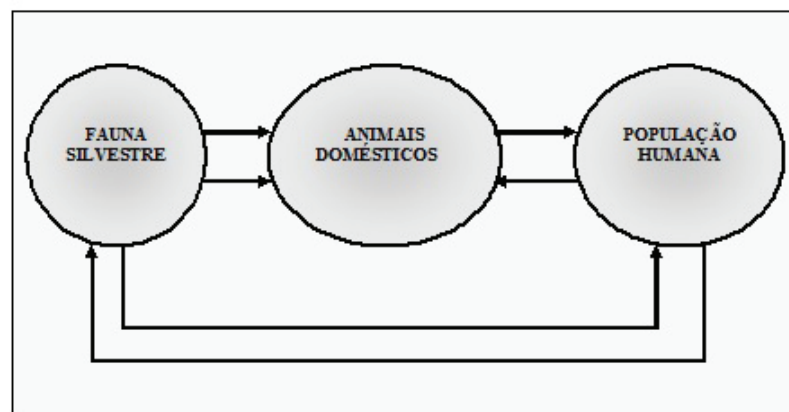 FAUNA
SILVESTRE
ANIMAIS
DOMÉSTICOS
POPULAÇÃO
HUMANA